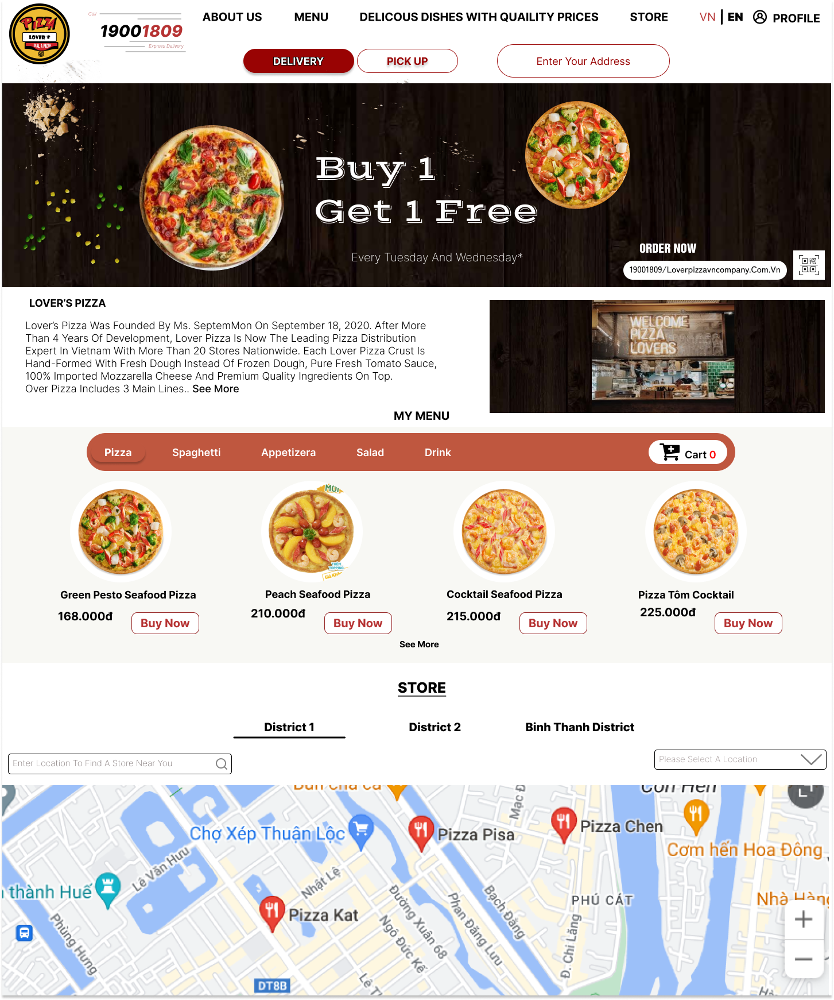 PIZZA
LOVER
DIAL A PIZZA
Call
19001809
Express Delivery
ABOUT US
MENU
DELICOUS DISHES WITH QUAILITY PRICES
STORE
VN
EN
PROFILE
DELIVERY
PICK UP
Enter Your Address
Buy 1
Get 1 Free
Every Tuesday And Wednesday*
ORDER NOW
19001809/Loverpizzavncompany.Com.Vn
LOVER'S PIZZA
Lover's Pizza Was Founded By Ms. SeptemMon On September 18, 2020. After More
Than 4 Years Of Development, Lover Pizza Is Now The Leading Pizza Distribution
Expert In Vietnam With More Than 20 Stores Nationwide. Each Lover Pizza Crust Is
Hand-Formed With Fresh Dough Instead Of Frozen Dough, Pure Fresh Tomato Sauce,
100% Imported Mozzarella Cheese And Premium Quality Ingredients On Top.
Over Pizza Includes 3 Main Lines.. See More
WELCOME
PIZZA
LOVERS
MY MENU
Pizza
Spaghetti
Appetizera
Salad
Drink
Cart 0
MỚI
THÊM
TOPPING
Green Pesto Seafood Pizza
168.000đ
Buy Now
Peach Seafood Pizza
210.000đ
Buy Now
Cocktail Seafood Pizza
215.000đ
Buy Now
Pizza Tôm Cocktail
225.000đ
Buy Now
See More
STORE
District 1
District 2
Binh Thanh District
Enter Location To Find A Store Near You
Please Select A Location
Mạc Đ
Chợ Xép Thuận Lộc
Pizza Pisa
Pizza Chen
Cơm hến Hoa Đông
Lê Văn Hưu
Nhật Lệ
thành Huế
PHÚ CÁT
Nhà Hàng
Pizza Kat
Đường Xuân 68
Phan Đăng Lưu
Bạch Đằng
Phùng Hưng
Ngô Đức Kế
Đ. Chi Lăng
DT8B